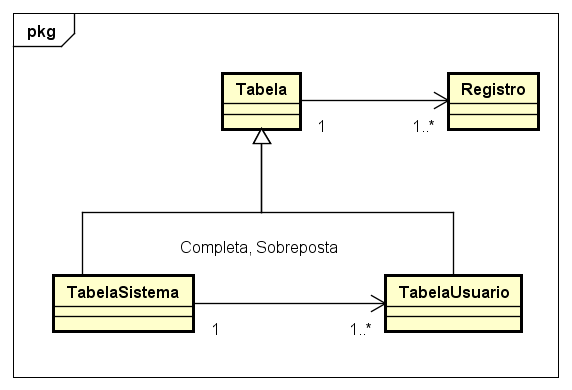 pkg
Tabela
Registro
1
1..*
Completa, Sobreposta
TabelaSistema
TabelaUsuario
1
1..*